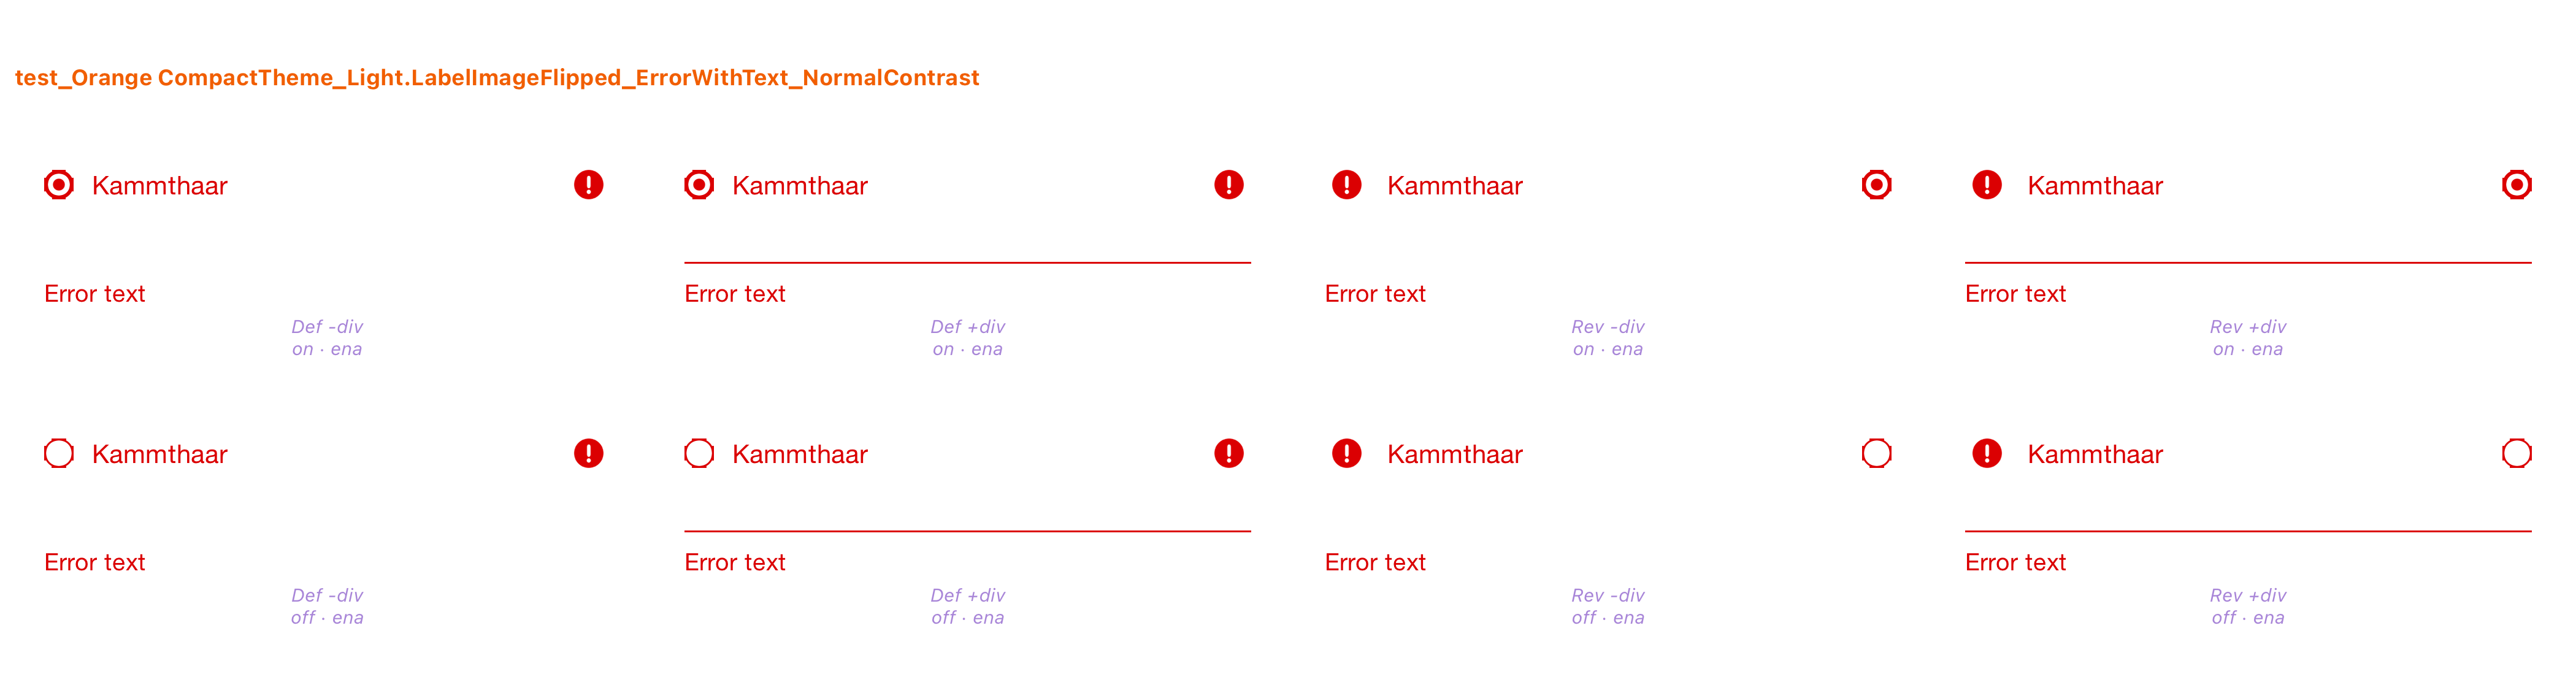 test_Orange CompactTheme_Light.LabelImageFlipped_ErrorWithText_NormalContrast
Kammthaar
Kammthaar
Kammthaar
Kammthaar
Error text
Error text
Error text
Error text
Def -div
on · ena
Def +div
on · ena
Rev -div
on · ena
Rev +div
on · ena
Kammthaar
Kammthaar
Kammthaar
Kammthaar
Error text
Error text
Error text
Error text
Def -div
off · ena
Def +div
off · ena
Rev -div
off · ena
Rev +div
off · ena